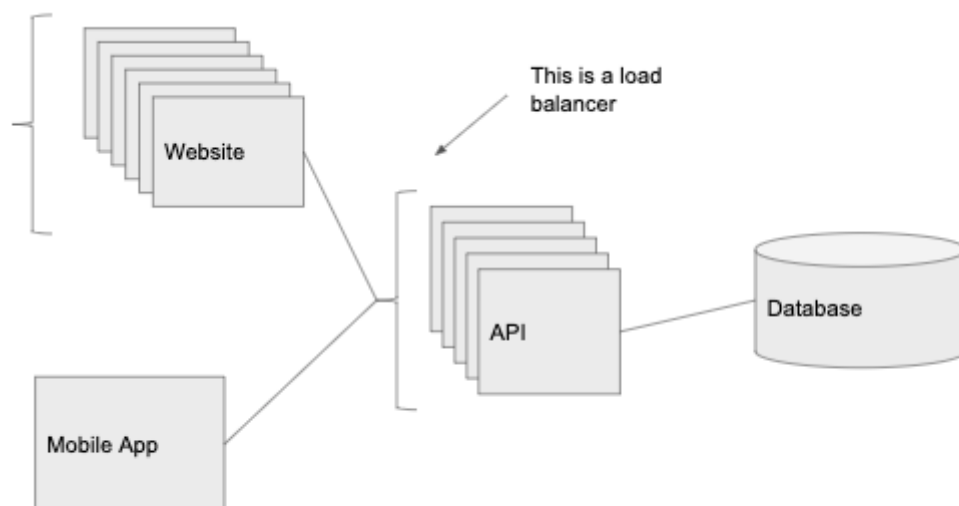 This is a load
balancer
Website
API
Database
Mobile App